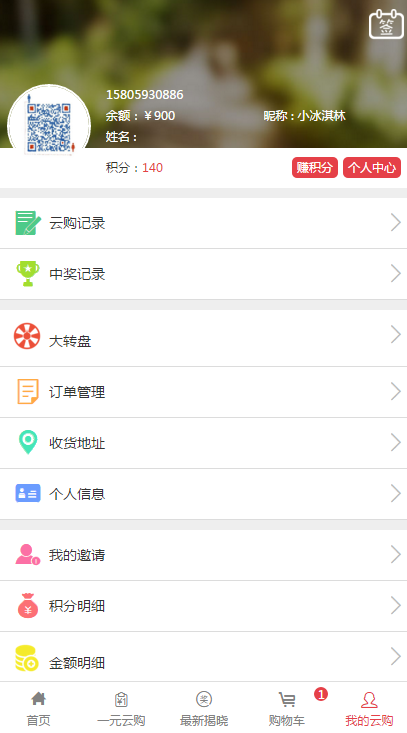 签
15805930886
余额：￥900 昵称：小冰淇林
姓名：
积分：140 赚积分 个人中心
云购记录
中奖记录
大转盘
订单管理
收货地址
个人信息
我的邀请
积分明细
金额明细
1
首页 一元云购 最新揭晓 购物车 我的云购